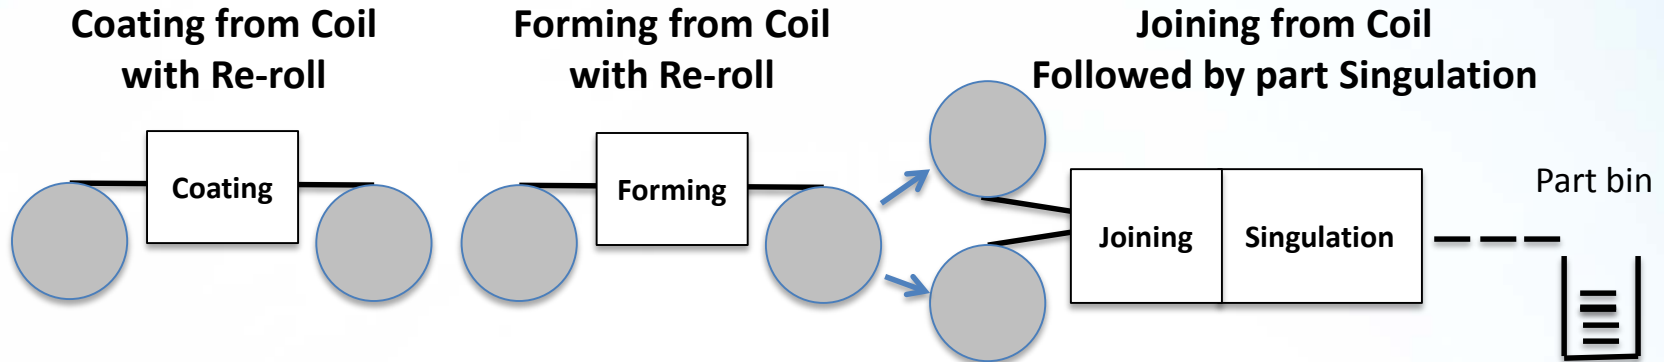 Coating from Coil
with Re-roll
Forming from Coil
with Re-roll
Joining from Coil
Followed by part Singulation
Coating
Forming
Joining
Singulation
Part bin